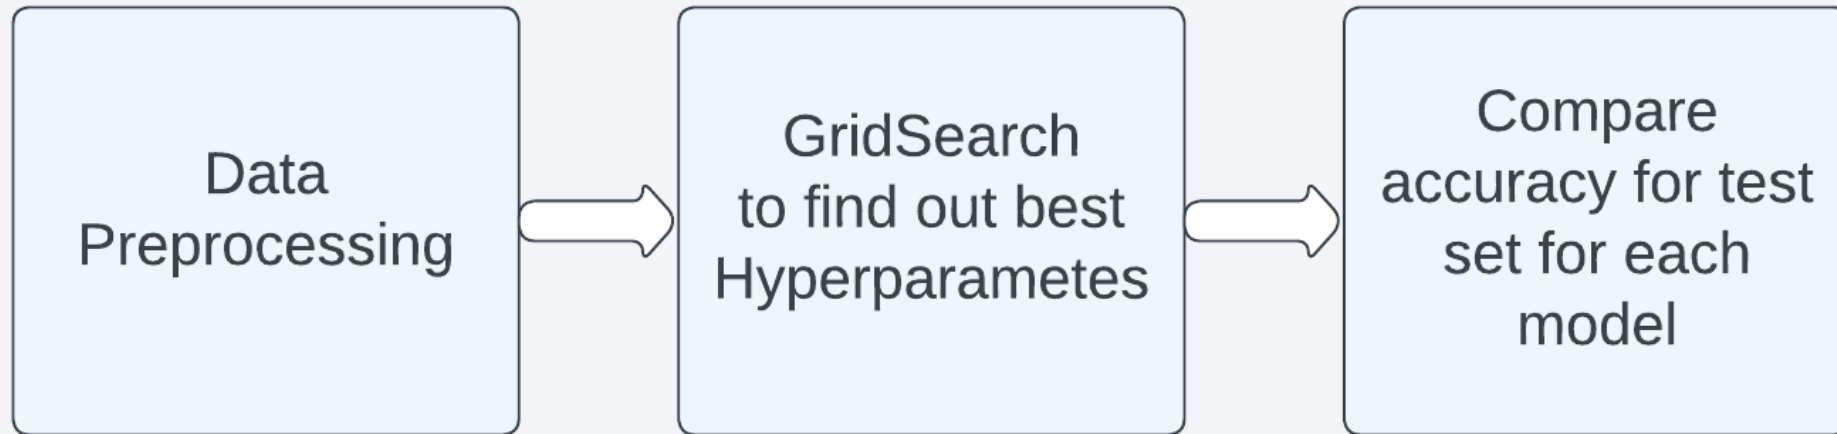 Data
Preprocessing
GridSearch
to find out best
Hyperparametes
Compare
accuracy for test
set for each
model